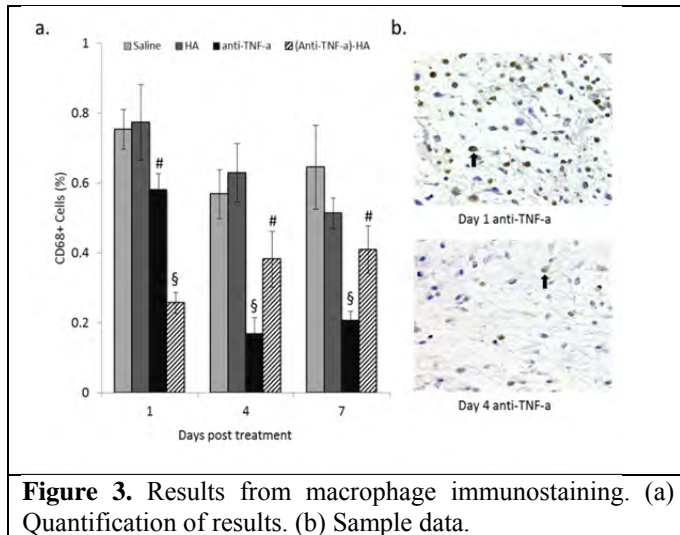 a.
b.
Saline HA anti-TNF-a (Anti-TNF-a)-HA
1
0.8
0.6
0.4
0.2
0
CD68+ Cells (%)
#
§
§
#
§
#
1 4 7
Days post treatment
Day 1 anti-TNF-a
Day 4 anti-TNF-a
Figure 3. Results from macrophage immunostaining. (a)
Quantification of results. (b) Sample data.